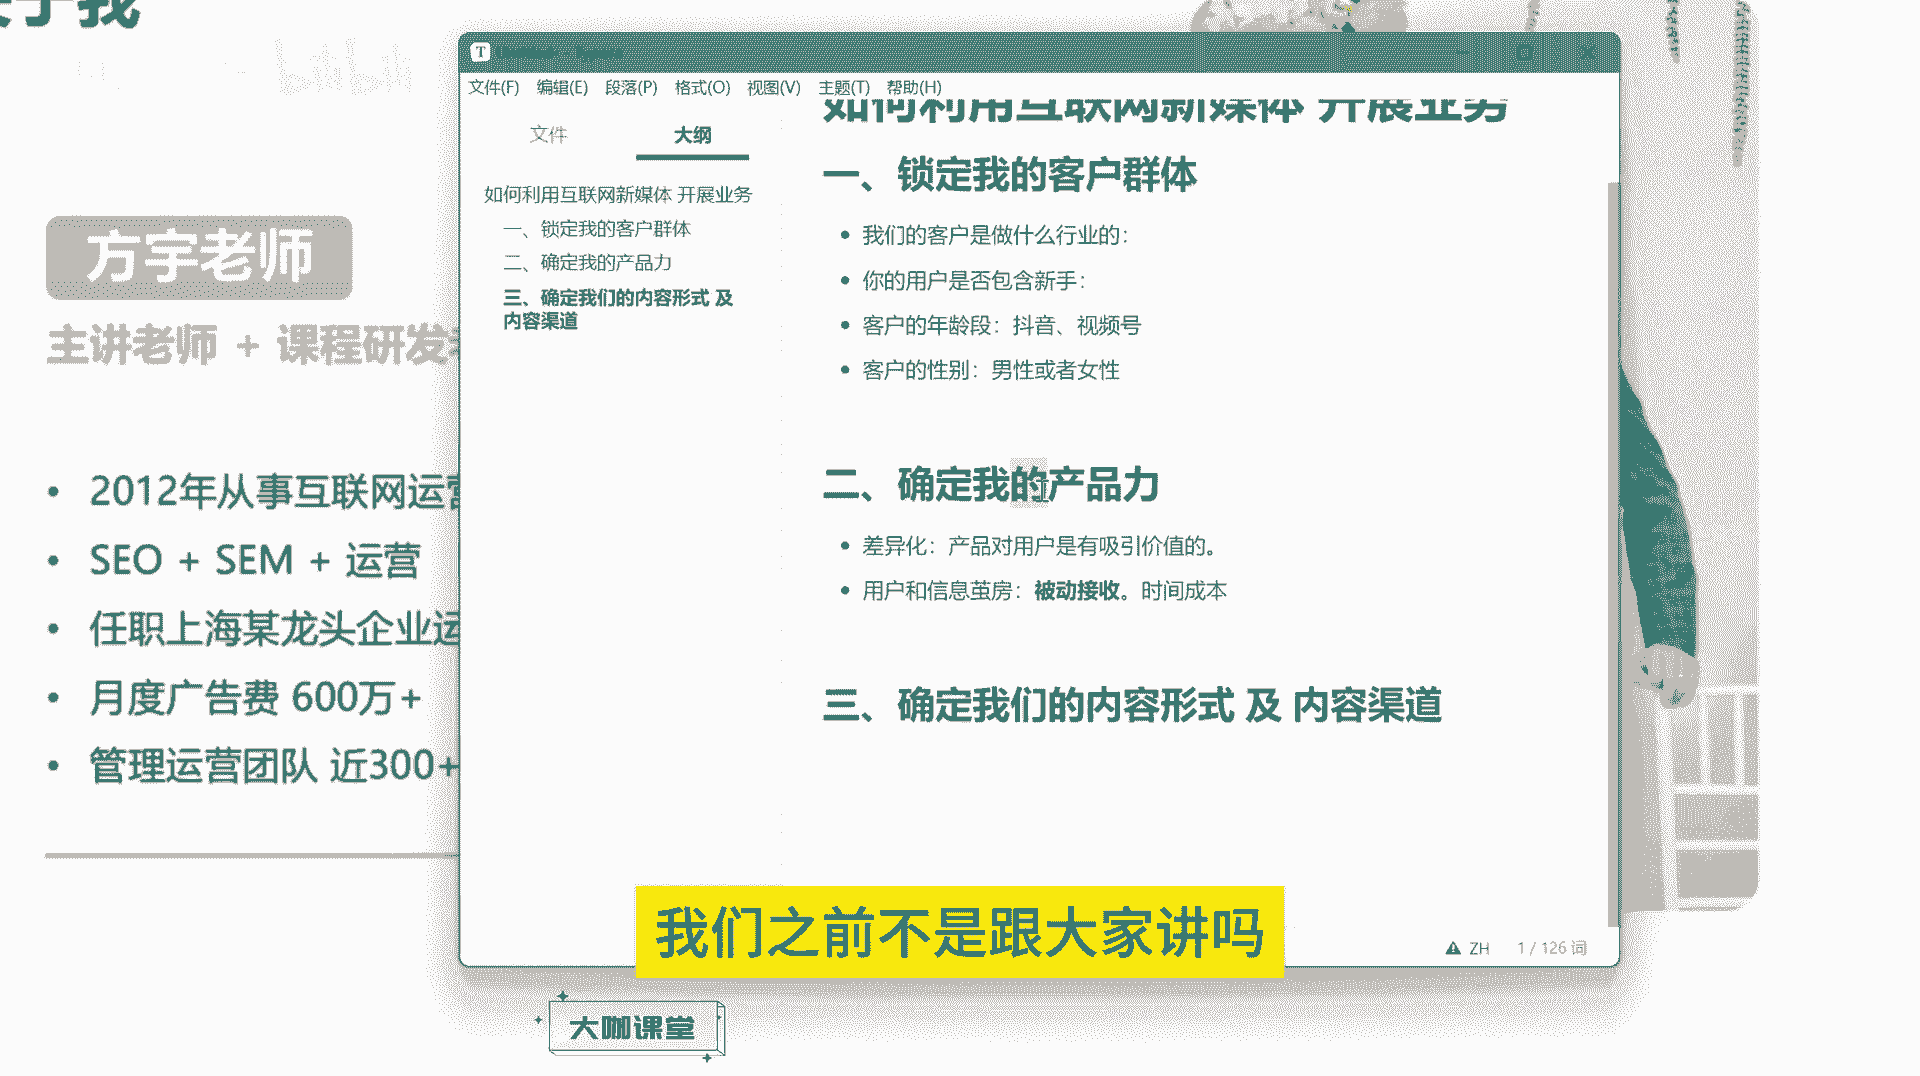 于我
bilibili
方宇老师
主讲老师 + 课程研发
2012年从事互联网运营
SEO + SEM + 运营
任职上海某龙头企业运
月度广告费 600万+
管理运营团队 近300+
T
文件(F) 编辑(E) 段落(P) 格式(O) 视图(V) 主题(T) 帮助(H)
文件 大纲
如何利用互联网新媒体 开展业务
一、锁定我的客户群体
二、确定我的产品力
三、确定我们的内容形式 及
内容渠道
如何利用互联网新媒体 开展业务
一、锁定我的客户群体
我们的客户是做什么行业的：
你的用户是否包含新手：
客户的年龄段：抖音、视频号
客户的性别：男性或者女性
二、确定我的产品力
差异化：产品对用户是有吸引价值的。
用户和信息茧房：被动接收。时间成本
三、确定我们的内容形式 及 内容渠道
ZH 1 / 126 词
我们之前不是跟大家讲吗
大咖课堂